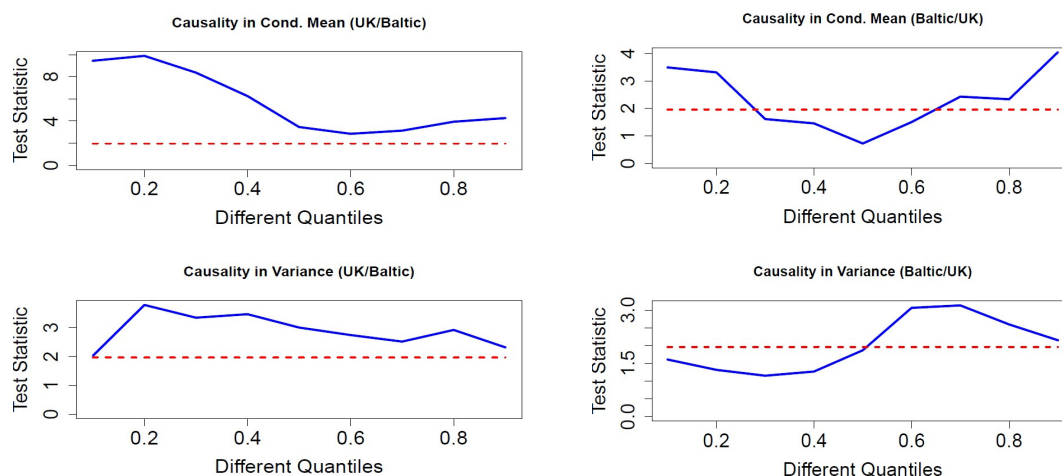 Causality in Cond. Mean (UK/Baltic)
Test Statistic
0 4 8
0.2 0.4 0.6 0.8
Different Quantiles
Causality in Cond. Mean (Baltic/UK)
Test Statistic
0 1 2 3 4
0.2 0.4 0.6 0.8
Different Quantiles
Causality in Variance (UK/Baltic)
Test Statistic
0 2 3
0.2 0.4 0.6 0.8
Different Quantiles
Causality in Variance (Baltic/UK)
Test Statistic
0.0 1.5 3.0
0.2 0.4 0.6 0.8
Different Quantiles